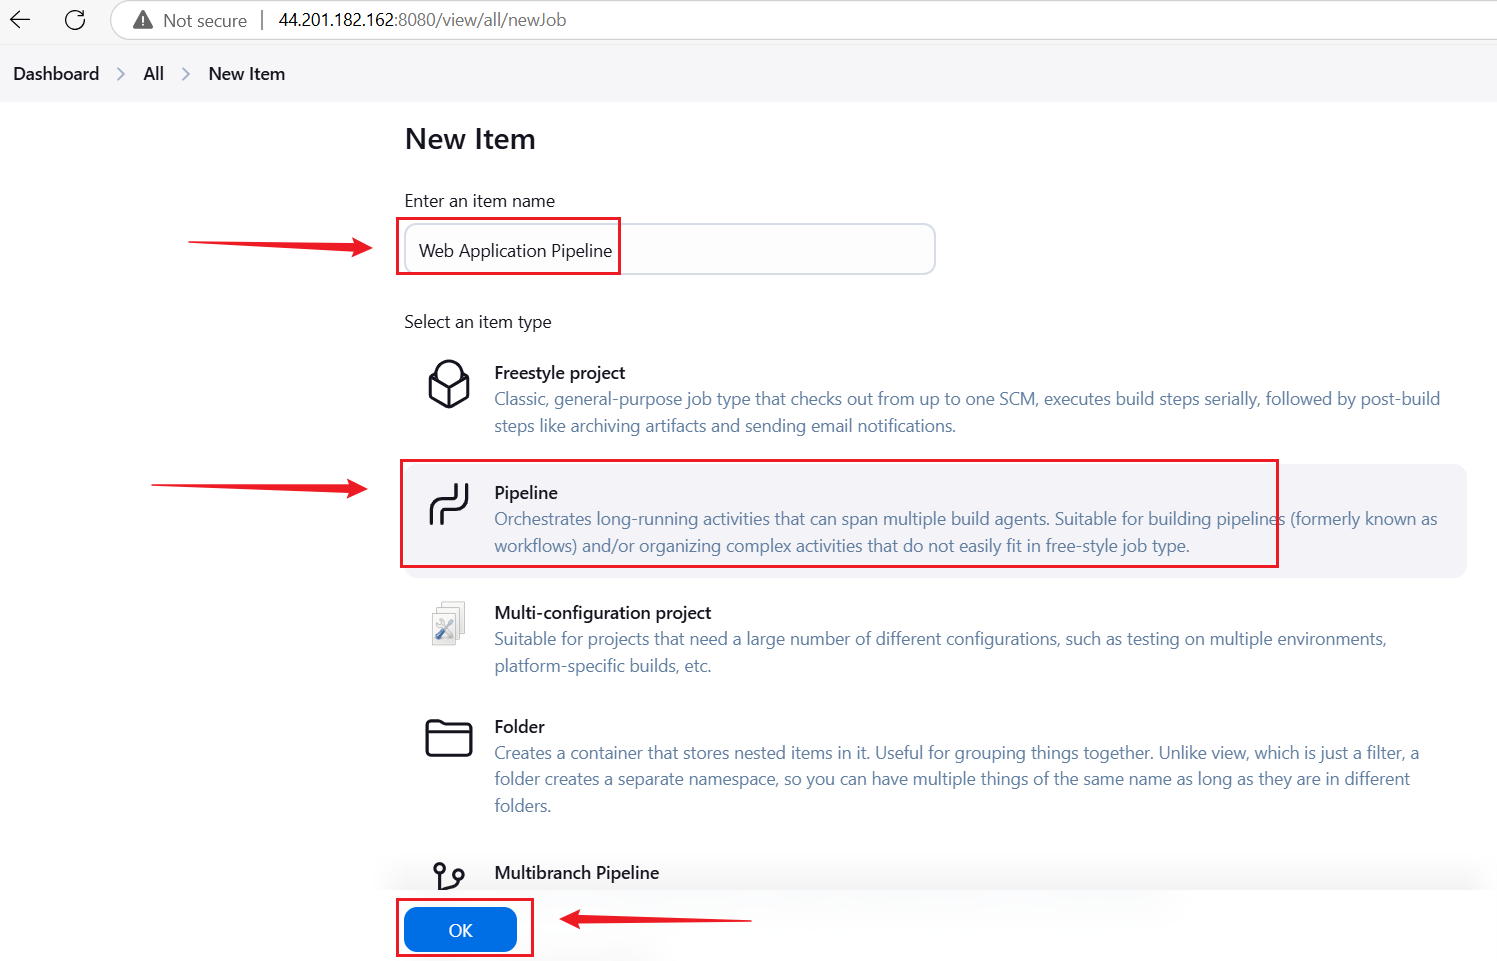 Not secure | 44.201.182.162:8080/view/all/newJob
Dashboard > All > New Item
New Item
Enter an item name
Web Application Pipeline
Select an item type
Freestyle project
Classic, general-purpose job type that checks out from up to one SCM, executes build steps serially, followed by post-build
steps like archiving artifacts and sending email notifications.
Pipeline
Orchestrates long-running activities that can span multiple build agents. Suitable for building pipelines (formerly known as
workflows) and/or organizing complex activities that do not easily fit in free-style job type.
Multi-configuration project
Suitable for projects that need a large number of different configurations, such as testing on multiple environments,
platform-specific builds, etc.
Folder
Creates a container that stores nested items in it. Useful for grouping things together. Unlike view, which is just a filter, a
folder creates a separate namespace, so you can have multiple things of the same name as long as they are in different
folders.
Multibranch Pipeline
OK